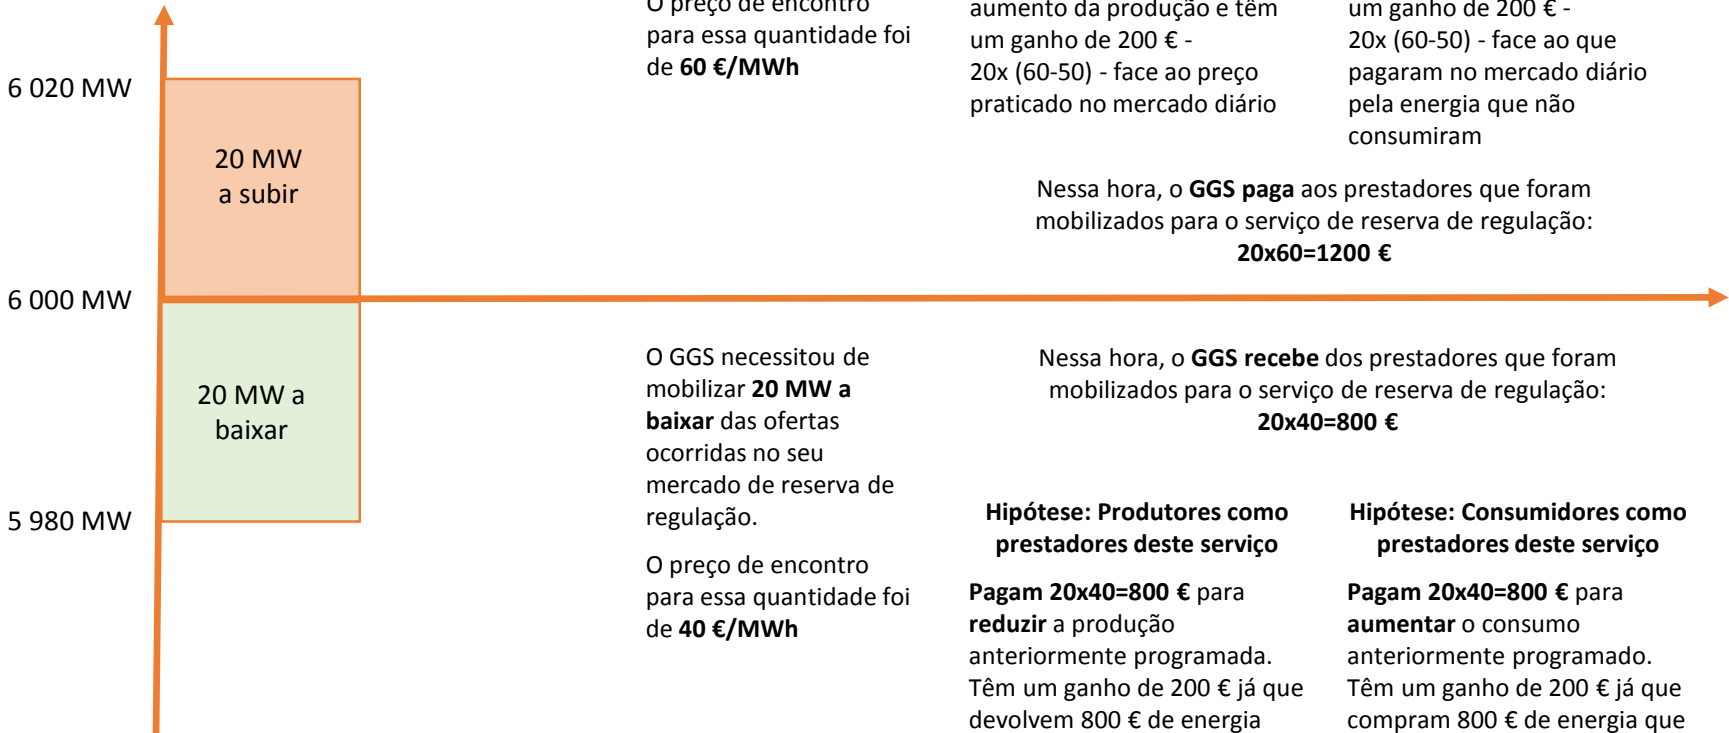 6 020 MW
20 MW
a subir
6 000 MW
20 MW a
baixar
5 980 MW
O preço de encontro
para essa quantidade foi
de 60 €/MWh
aumento da produção e têm
um ganho de 200 € -
20x (60-50) - face ao preço
praticado no mercado diário
um ganho de 200 € -
20x (60-50) - face ao que
pagaram no mercado diário
pela energia que não
consumiram
Nessa hora, o GGS paga aos prestadores que foram
mobilizados para o serviço de reserva de regulação:
20x60=1200 €
O GGS necessitou de
mobilizar 20 MW a
baixar das ofertas
ocorridas no seu
mercado de reserva de
regulação.
O preço de encontro
para essa quantidade foi
de 40 €/MWh
Nessa hora, o GGS recebe dos prestadores que foram
mobilizados para o serviço de reserva de regulação:
20x40=800 €
Hipótese: Produtores como
prestadores deste serviço
Pagam 20x40=800 € para
reduzir a produção
anteriormente programada.
Têm um ganho de 200 € já que
devolvem 800 € de energia
Hipótese: Consumidores como
prestadores deste serviço
Pagam 20x40=800 € para
aumentar o consumo
anteriormente programado.
Têm um ganho de 200 € já que
compram 800 € de energia que